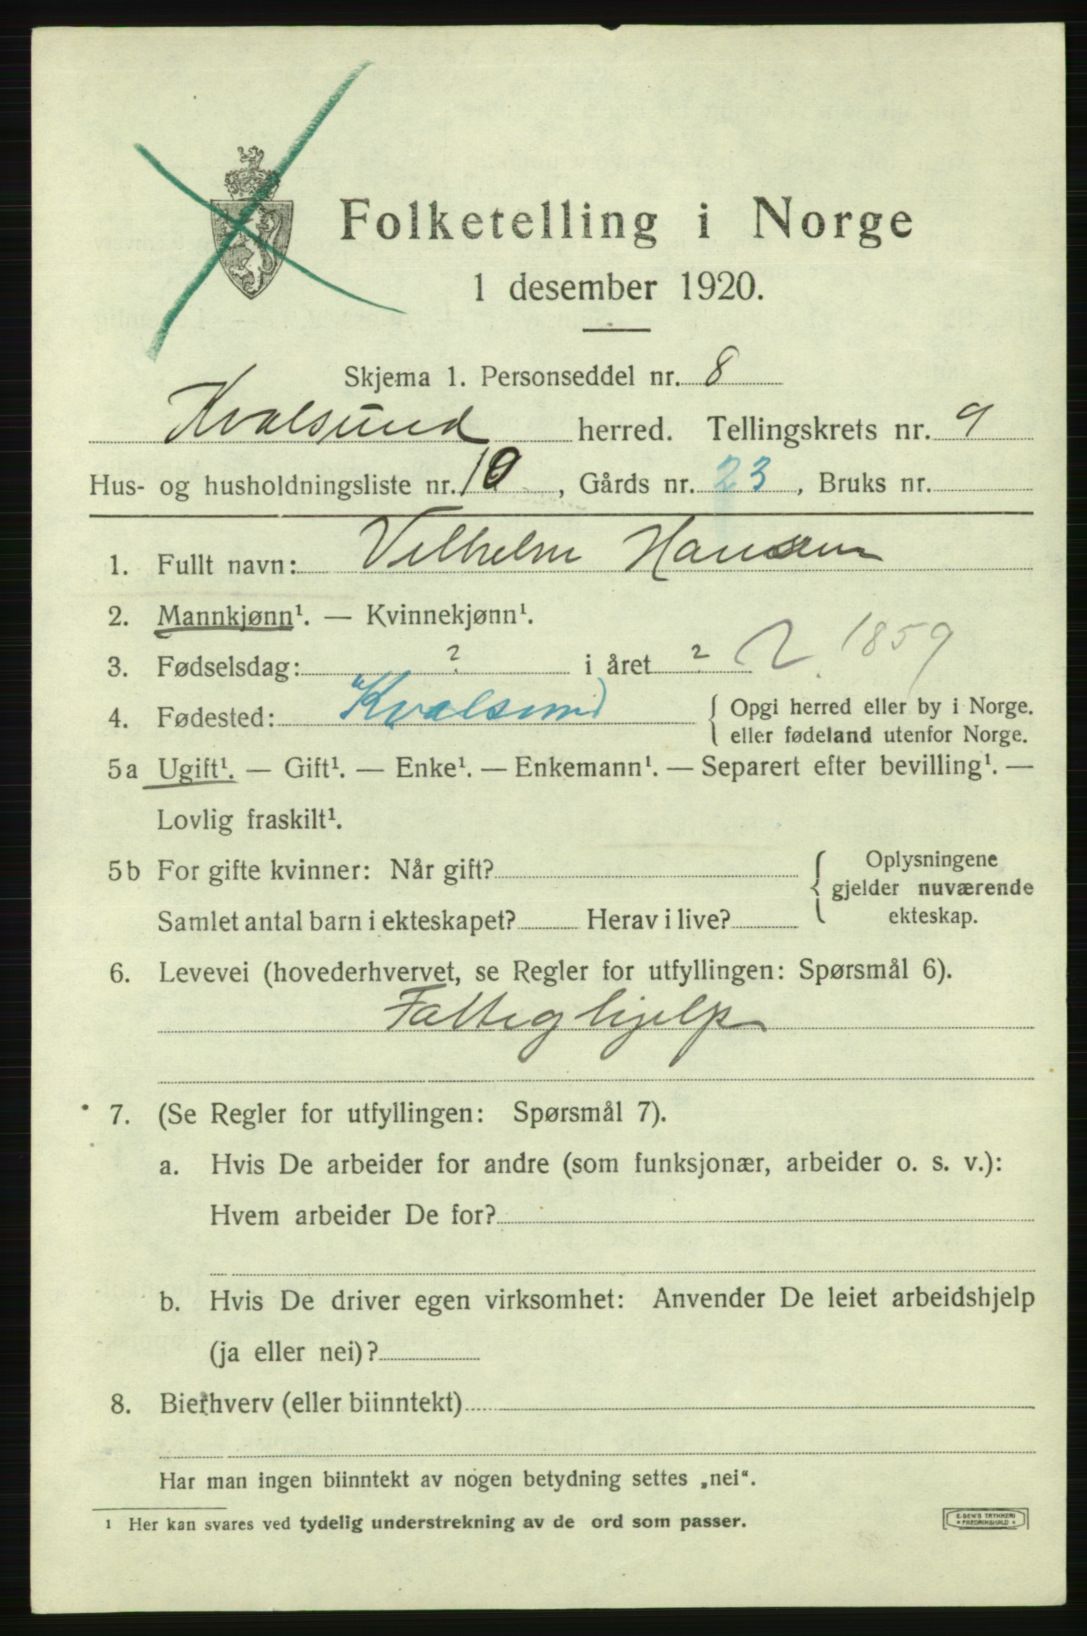 Folketelling i Norge
1 desember 1920.
Skjema 1. Personseddel nr. 8
Kvalsund herred. Tellingskrets nr. 9
Hus- og husholdningsliste nr. 10, Gårds nr. 23, Bruks nr.
1. Fullt navn: Vilhelm Hansen
2. Mannkjønn¹. — Kvinnekjønn¹.
3. Fødselsdag: ? i året ? 1859
4. Fødested: Kvalsund { Opgi herred eller by i Norge.
eller fødeland utenfor Norge.
5a Ugift¹. — Gift¹. — Enke¹. — Enkemann¹. — Separert efter bevilling¹. —
Lovlig fraskilt¹.
5b For gifte kvinner: Når gift? { Oplysningene
gjelder nuværende
Samlet antal barn i ekteskapet? Herav i live? ekteskap.
6. Levevei (hovederhvervet, se Regler for utfyllingen: Spørsmål 6).
Fattighjelp
7. (Se Regler for utfyllingen: Spørsmål 7).
a. Hvis De arbeider for andre (som funksjonær, arbeider o. s. v.):
Hvem arbeider De for?
b. Hvis De driver egen virksomhet: Anvender De leiet arbeidshjelp
(ja eller nei)?
8. Bierhverv (eller biinntekt)
Har man ingen biinntekt av nogen betydning settes „nei“.
¹ Her kan svares ved tydelig understrekning av de ord som passer.